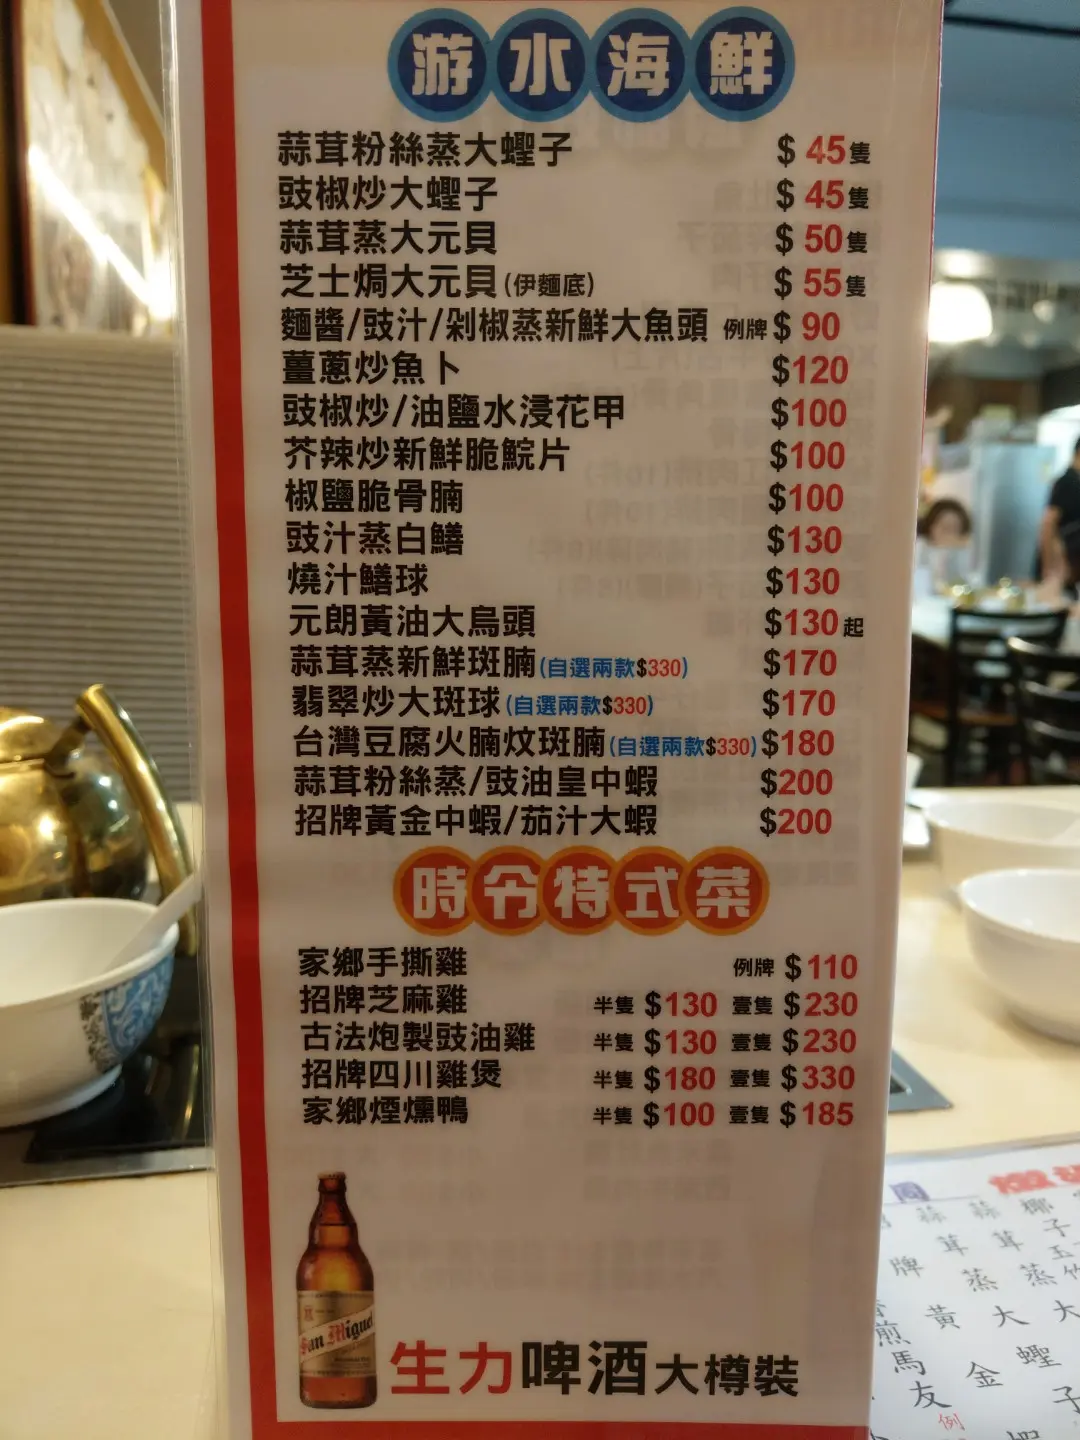 游水海鮮
蒜茸粉絲蒸大蟶子 $ 45隻
豉椒炒大蟶子 $ 45隻
蒜茸蒸大元貝 $ 50隻
芝士焗大元貝(伊麵底) $ 55隻
麵醬/豉汁/剁椒蒸新鮮大魚頭 例牌 $ 90
薑蔥炒魚卜 $120
豉椒炒/油鹽水浸花甲 $100
芥辣炒新鮮脆鯇片 $100
椒鹽脆骨腩 $100
豉汁蒸白鱔 $130
燒汁鱔球 $130
元朗黃油大烏頭 $130起
蒜茸蒸新鮮斑腩(自選兩款$330) $170
翡翠炒大斑球(自選兩款$330) $170
台灣豆腐火腩炆斑腩(自選兩款$330) $180
蒜茸粉絲蒸/豉油皇中蝦 $200
招牌黃金中蝦/茄汁大蝦 $200
時令特式菜
家鄉手撕雞 例牌 $110
招牌芝麻雞 半隻 $130 壹隻 $230
古法炮製豉油雞 半隻 $130 壹隻 $230
招牌四川雞煲 半隻 $180 壹隻 $330
家鄉煙燻鴨 半隻 $100 壹隻 $185
San Miguel
生力啤酒大樽裝